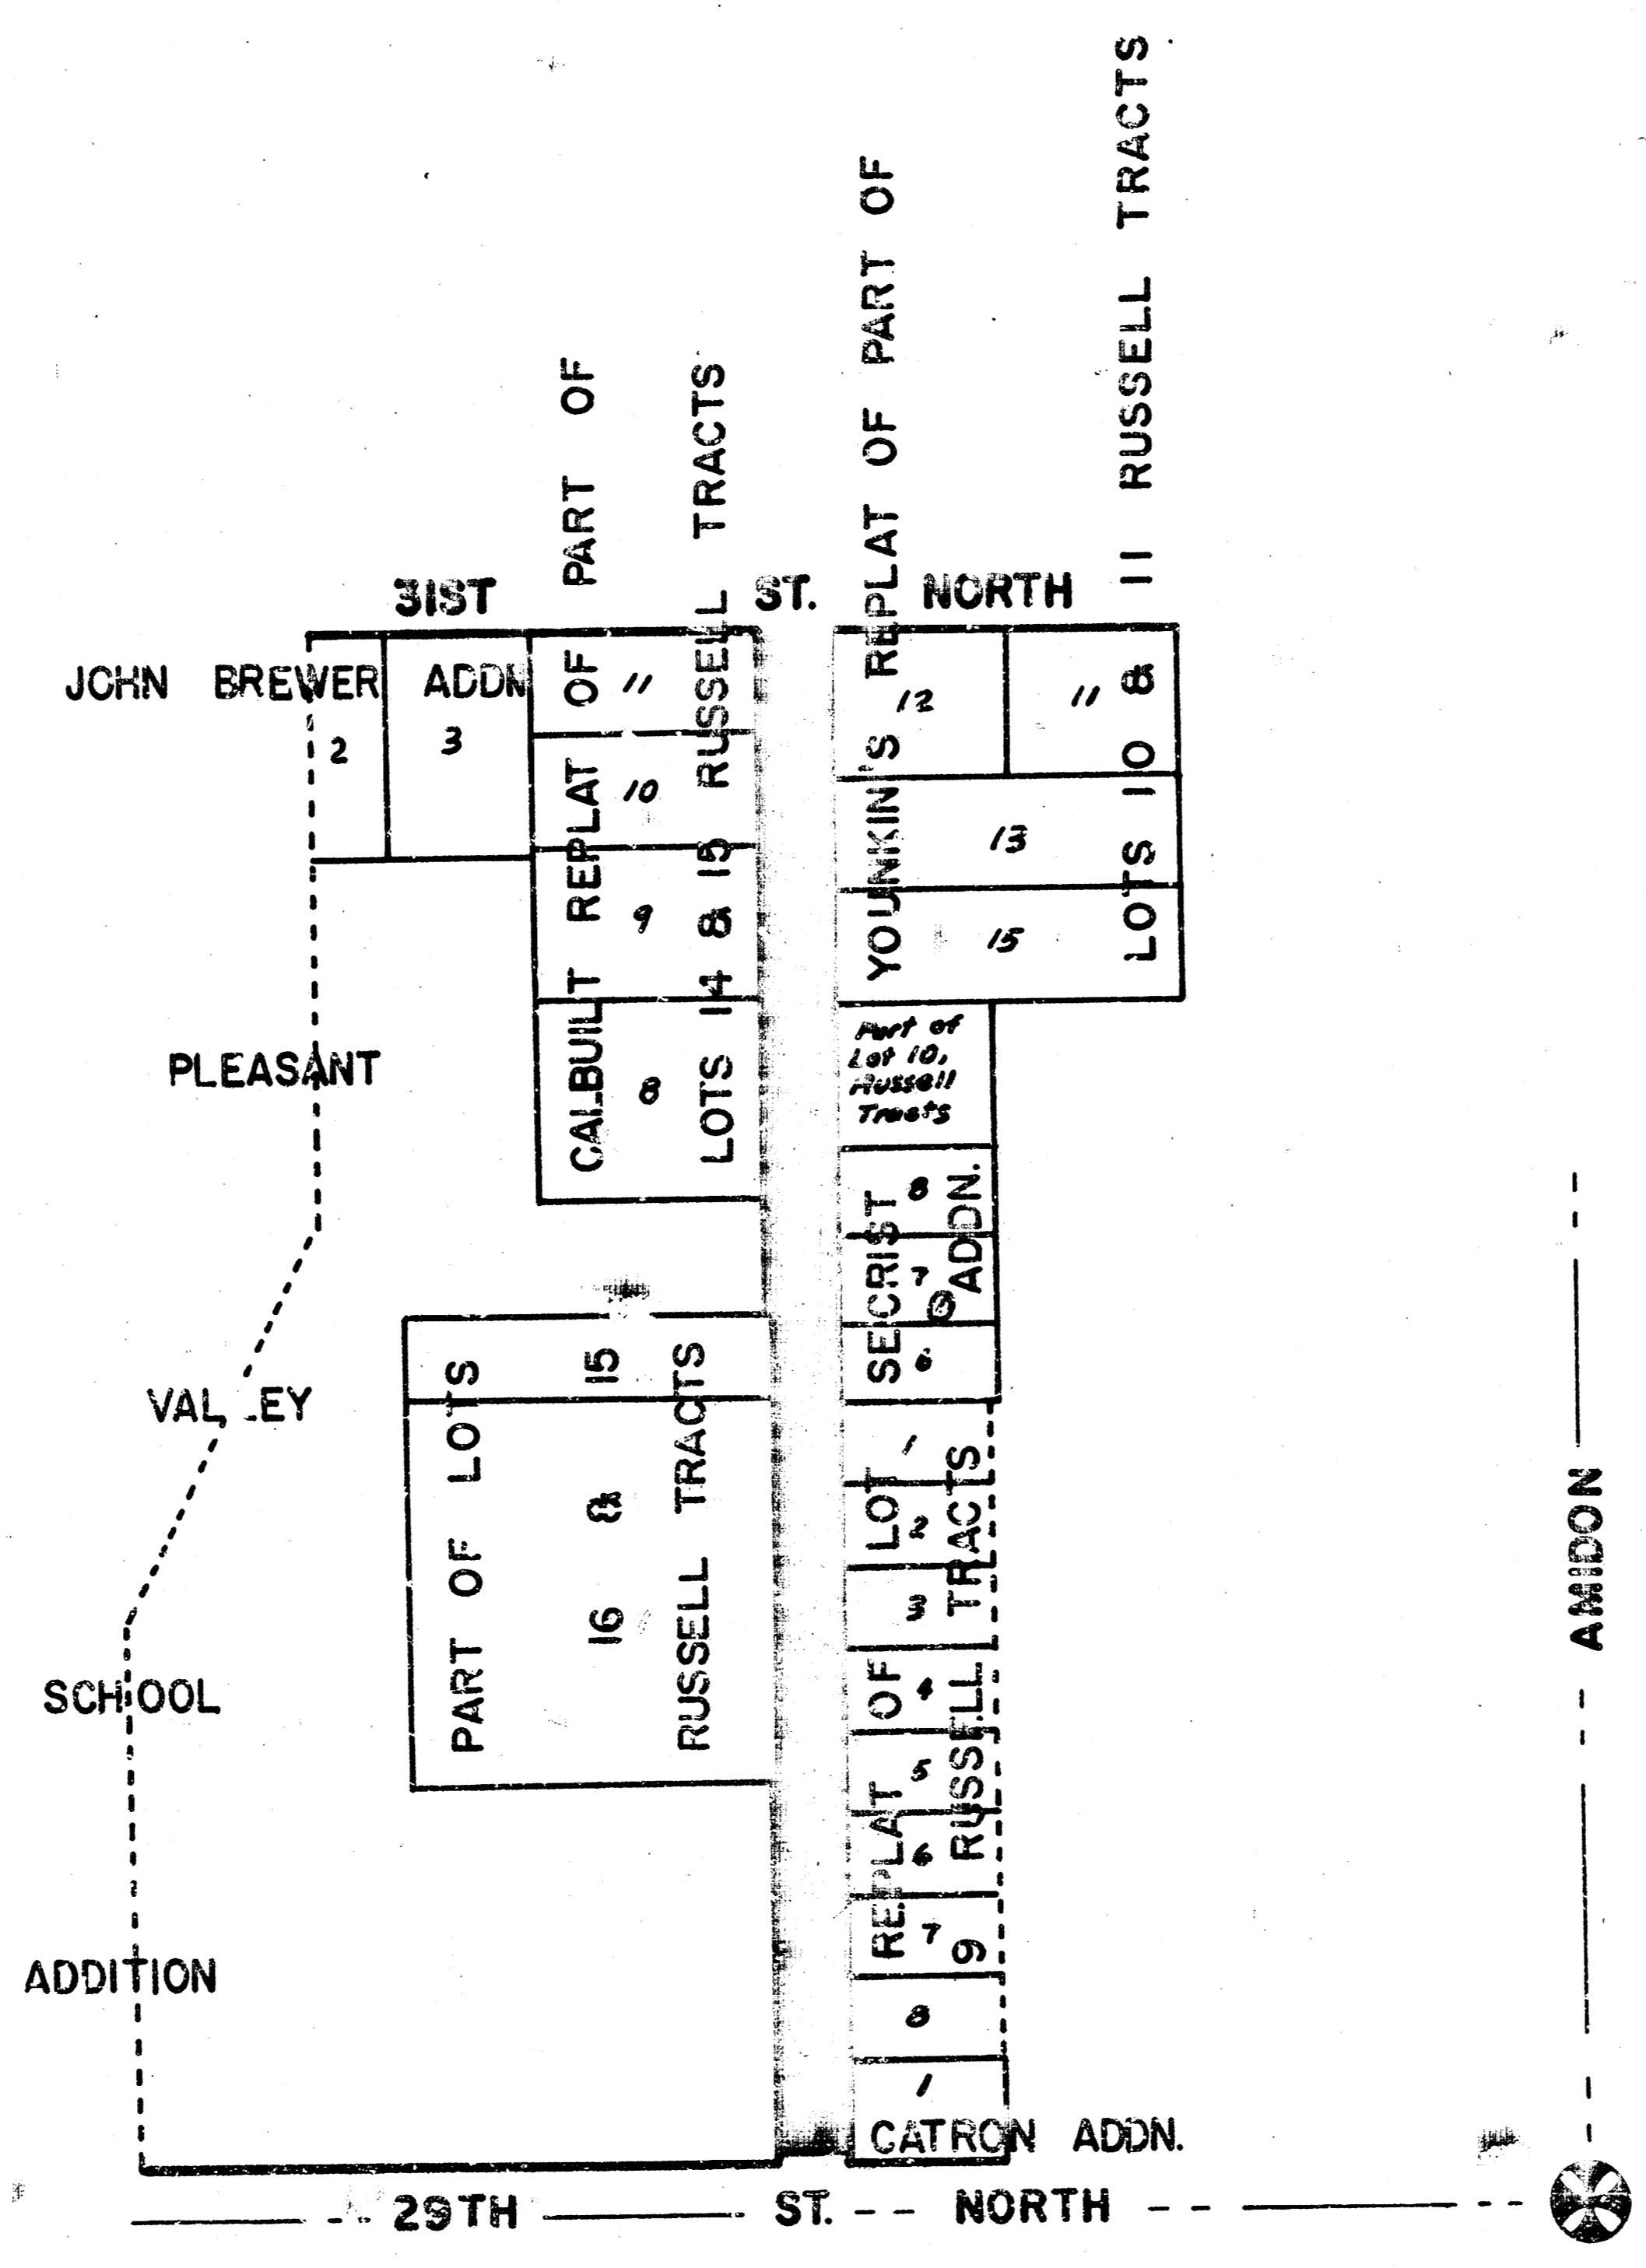 31ST ST. NORTH
JOHN BREWER ADDN
2
3
CALBUILT REPLAT OF PART OF
LOTS 14 & 15 RUSSELL TRACTS
11
10
9
8
YOUNKIN'S REPLAT OF PART OF
LOTS 10 & 11 RUSSELL TRACTS
12
11
13
15
Part of
Lot 10,
Russell
Tracts
SECRIST
ADDN.
8
7
6
PLEASANT
VALLEY
SCHOOL
ADDITION
PART OF LOTS
16 & 15
RUSSELL TRACTS
REPLAT OF LOT
9 RUSSELL TRACTS
1
2
3
4
5
6
7
8
1
CATRON ADDN.
AMIDON
29TH ST. NORTH